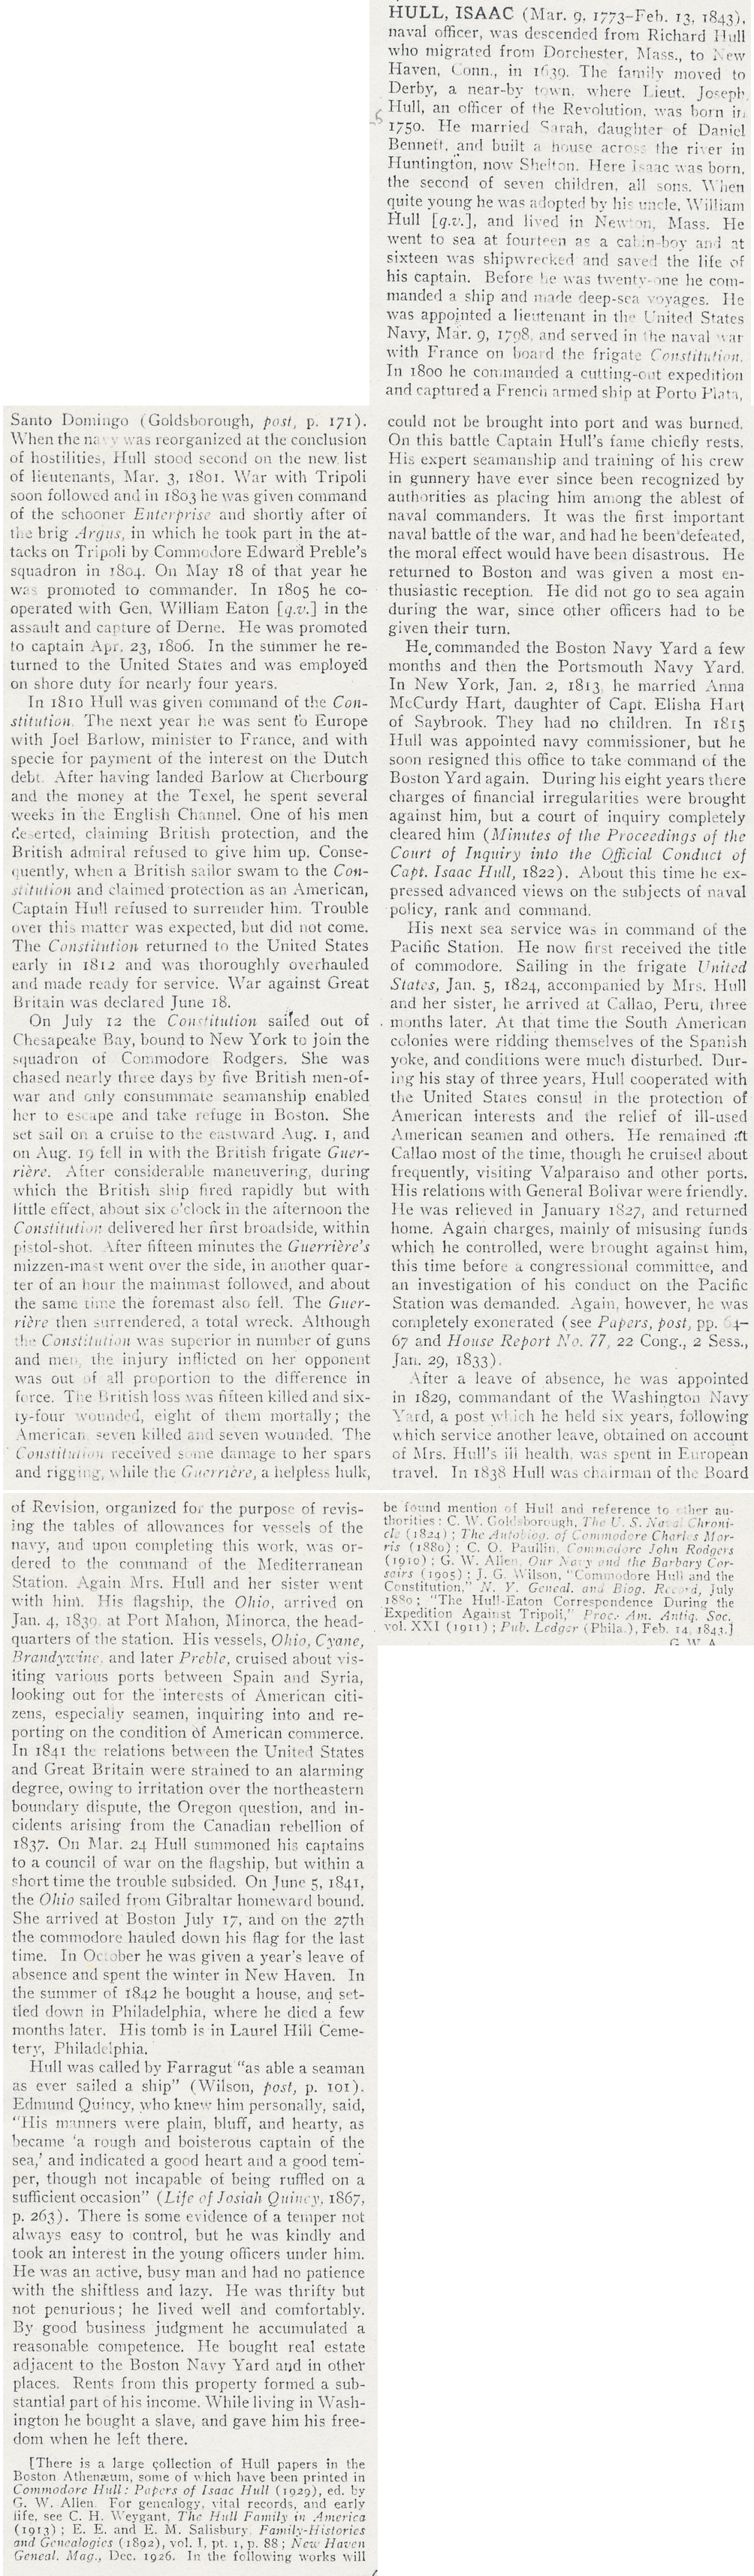 HULL, ISAAC (Mar. 9, 1773–Feb. 13, 1843),
naval officer, was descended from Richard Hull
who migrated from Dorchester, Mass., to New
Haven, Conn., in 1639. The family moved to
Derby, a near-by town, where Lieut. Joseph
Hull, an officer of the Revolution, was born in
1750. He married Sarah, daughter of Daniel
Bennett, and built a house across the river in
Huntington, now Shelton. Here Isaac was born,
the second of seven children, all sons. When
quite young he was adopted by his uncle, William
Hull [q.v.], and lived in Newton, Mass. He
went to sea at fourteen as a cabin-boy and at
sixteen was shipwrecked and saved the life of
his captain. Before he was twenty-one he com-
manded a ship and made deep-sea voyages. He
was appointed a lieutenant in the United States
Navy, Mar. 9, 1798, and served in the naval war
with France on board the frigate Constitution.
In 1800 he commanded a cutting-out expedition
and captured a French armed ship at Porto Plata,
Santo Domingo (Goldsborough, post, p. 171).
When the navy was reorganized at the conclusion
of hostilities, Hull stood second on the new list
of lieutenants, Mar. 3, 1801. War with Tripoli
soon followed and in 1803 he was given command
of the schooner Enterprise and shortly after of
the brig Argus, in which he took part in the at-
tacks on Tripoli by Commodore Edward Preble's
squadron in 1804. On May 18 of that year he
was promoted to commander. In 1805 he co-
operated with Gen. William Eaton [q.v.] in the
assault and capture of Derne. He was promoted
to captain Apr. 23, 1806. In the summer he re-
turned to the United States and was employed
on shore duty for nearly four years.
In 1810 Hull was given command of the Con-
stitution. The next year he was sent to Europe
with Joel Barlow, minister to France, and with
specie for payment of the interest on the Dutch
debt. After having landed Barlow at Cherbourg
and the money at the Texel, he spent several
weeks in the English Channel. One of his men
deserted, claiming British protection, and the
British admiral refused to give him up. Conse-
quently, when a British sailor swam to the Con-
stitution and claimed protection as an American,
Captain Hull refused to surrender him. Trouble
over this matter was expected, but did not come.
The Constitution returned to the United States
early in 1812 and was thoroughly overhauled
and made ready for service. War against Great
Britain was declared June 18.
On July 12 the Constitution sailed out of
Chesapeake Bay, bound to New York to join the
squadron of Commodore Rodgers. She was
chased nearly three days by five British men-of-
war and only consummate seamanship enabled
her to escape and take refuge in Boston. She
set sail on a cruise to the eastward Aug. 1, and
on Aug. 19 fell in with the British frigate Guer-
rière. After considerable maneuvering, during
which the British ship fired rapidly but with
little effect, about six o'clock in the afternoon the
Constitution delivered her first broadside, within
pistol-shot. After fifteen minutes the Guerrière's
mizzen-mast went over the side, in another quar-
ter of an hour the mainmast followed, and about
the same time the foremast also fell. The Guer-
rière then surrendered, a total wreck. Although
the Constitution was superior in number of guns
and men, the injury inflicted on her opponent
was out of all proportion to the difference in
force. The British loss was fifteen killed and six-
ty-four wounded, eight of them mortally; the
American seven killed and seven wounded. The
Constitution received some damage to her spars
and rigging, while the Guerrière, a helpless hulk,
could not be brought into port and was burned.
On this battle Captain Hull's fame chiefly rests.
His expert seamanship and training of his crew
in gunnery have ever since been recognized by
authorities as placing him among the ablest of
naval commanders. It was the first important
naval battle of the war, and had he been defeated,
the moral effect would have been disastrous. He
returned to Boston and was given a most en-
thusiastic reception. He did not go to sea again
during the war, since other officers had to be
given their turn.
He commanded the Boston Navy Yard a few
months and then the Portsmouth Navy Yard.
In New York, Jan. 2, 1813, he married Anna
McCurdy Hart, daughter of Capt. Elisha Hart
of Saybrook. They had no children. In 1815
Hull was appointed navy commissioner, but he
soon resigned this office to take command of the
Boston Yard again. During his eight years there
charges of financial irregularities were brought
against him, but a court of inquiry completely
cleared him (Minutes of the Proceedings of the
Court of Inquiry into the Official Conduct of
Capt. Isaac Hull, 1822). About this time he ex-
pressed advanced views on the subjects of naval
policy, rank and command.
His next sea service was in command of the
Pacific Station. He now first received the title
of commodore. Sailing in the frigate United
States, Jan. 5, 1824, accompanied by Mrs. Hull
and her sister, he arrived at Callao, Peru, three
months later. At that time the South American
colonies were ridding themselves of the Spanish
yoke, and conditions were much disturbed. Dur-
ing his stay of three years, Hull cooperated with
the United States consul in the protection of
American interests and the relief of ill-used
American seamen and others. He remained at
Callao most of the time, though he cruised about
frequently, visiting Valparaiso and other ports.
His relations with General Bolivar were friendly.
He was relieved in January 1827, and returned
home. Again charges, mainly of misusing funds
which he controlled, were brought against him,
this time before a congressional committee, and
an investigation of his conduct on the Pacific
Station was demanded. Again, however, he was
completely exonerated (see Papers, post, pp. 64–
67 and House Report No. 77, 22 Cong., 2 Sess.,
Jan. 29, 1833).
After a leave of absence, he was appointed
in 1829, commandant of the Washington Navy
Yard, a post which he held six years, following
which service another leave, obtained on account
of Mrs. Hull's ill health, was spent in European
travel. In 1838 Hull was chairman of the Board
of Revision, organized for the purpose of revis-
ing the tables of allowances for vessels of the
navy, and upon completing this work, was or-
dered to the command of the Mediterranean
Station. Again Mrs. Hull and her sister went
with him. His flagship, the Ohio, arrived on
Jan. 4, 1839, at Port Mahon, Minorca, the head-
quarters of the station. His vessels, Ohio, Cyane,
Brandywine, and later Preble, cruised about vis-
iting various ports between Spain and Syria,
looking out for the interests of American citi-
zens, especially seamen, inquiring into and re-
porting on the condition of American commerce.
In 1841 the relations between the United States
and Great Britain were strained to an alarming
degree, owing to irritation over the northeastern
boundary dispute, the Oregon question, and in-
cidents arising from the Canadian rebellion of
1837. On Mar. 24 Hull summoned his captains
to a council of war on the flagship, but within a
short time the trouble subsided. On June 5, 1841,
the Ohio sailed from Gibraltar homeward bound.
She arrived at Boston July 17, and on the 27th
the commodore hauled down his flag for the last
time. In October he was given a year's leave of
absence and spent the winter in New Haven. In
the summer of 1842 he bought a house, and set-
tled down in Philadelphia, where he died a few
months later. His tomb is in Laurel Hill Ceme-
tery, Philadelphia.
Hull was called by Farragut "as able a seaman
as ever sailed a ship" (Wilson, post, p. 101).
Edmund Quincy, who knew him personally, said,
"His manners were plain, bluff, and hearty, as
became 'a rough and boisterous captain of the
sea,' and indicated a good heart and a good tem-
per, though not incapable of being ruffled on a
sufficient occasion" (Life of Josiah Quincy, 1867,
p. 263). There is some evidence of a temper not
always easy to control, but he was kindly and
took an interest in the young officers under him.
He was an active, busy man and had no patience
with the shiftless and lazy. He was thrifty but
not penurious; he lived well and comfortably.
By good business judgment he accumulated a
reasonable competence. He bought real estate
adjacent to the Boston Navy Yard and in other
places. Rents from this property formed a sub-
stantial part of his income. While living in Wash-
ington he bought a slave, and gave him his free-
dom when he left there.
[There is a large collection of Hull papers in the
Boston Athenæum, some of which have been printed in
Commodore Hull: Papers of Isaac Hull (1929), ed. by
G. W. Allen. For genealogy, vital records, and early
life, see C. H. Weygant, The Hull Family in America
(1913); E. E. and E. M. Salisbury, Family-Histories
and Genealogies (1892), vol. I, pt. 1, p. 88; New Haven
Geneal. Mag., Dec. 1926. In the following works will
be found mention of Hull and reference to other au-
thorities: C. W. Goldsborough, The U. S. Naval Chroni-
cle (1824); The Autobiog. of Commodore Charles Mor-
ris (1880); C. O. Paullin, Commodore John Rodgers
(1910); G. W. Allen, Our Navy and the Barbary Cor-
sairs (1905); J. G. Wilson, "Commodore Hull and the
Constitution," N. Y. Geneal. and Biog. Record, July
1880; "The Hull-Eaton Correspondence During the
Expedition Against Tripoli," Proc. Am. Antiq. Soc.
vol. XXI (1911); Pub. Ledger (Phila.), Feb. 14, 1843.]
G. W. A.